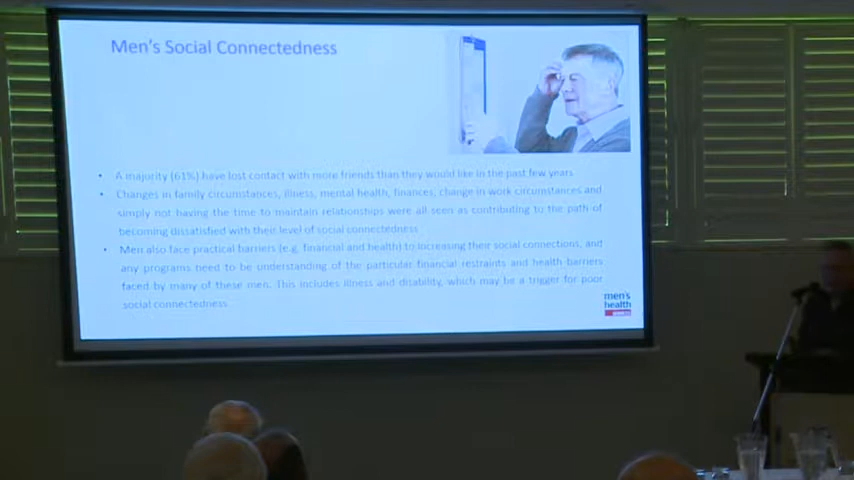 Men's Social Connectedness
• A majority (61%) have lost contact with more friends than they would like in the past few years
• Changes in family circumstances, illness, mental health, finances, change in work circumstances and
simply not having the time to maintain relationships were all seen as contributing to the path of
becoming dissatisfied with their level of social connectedness
• Men also face practical barriers (e.g. financial and health) to increasing their social connections, and
any programs need to be understanding of the particular financial restraints and health barriers
faced by many of these men. This includes illness and disability, which may be a trigger for poor
social connectedness
men's
health